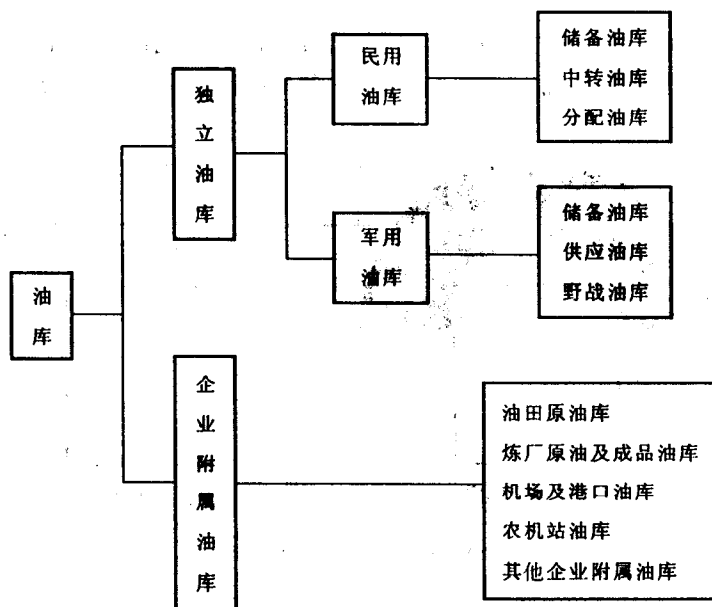 油库
独立油库
民用
油库
储备油库
中转油库
分配油库
军用
油库
储备油库
供应油库
野战油库
企业附属油库
油田原油库
炼厂原油及成品油库
机场及港口油库
农机站油库
其他企业附属油库